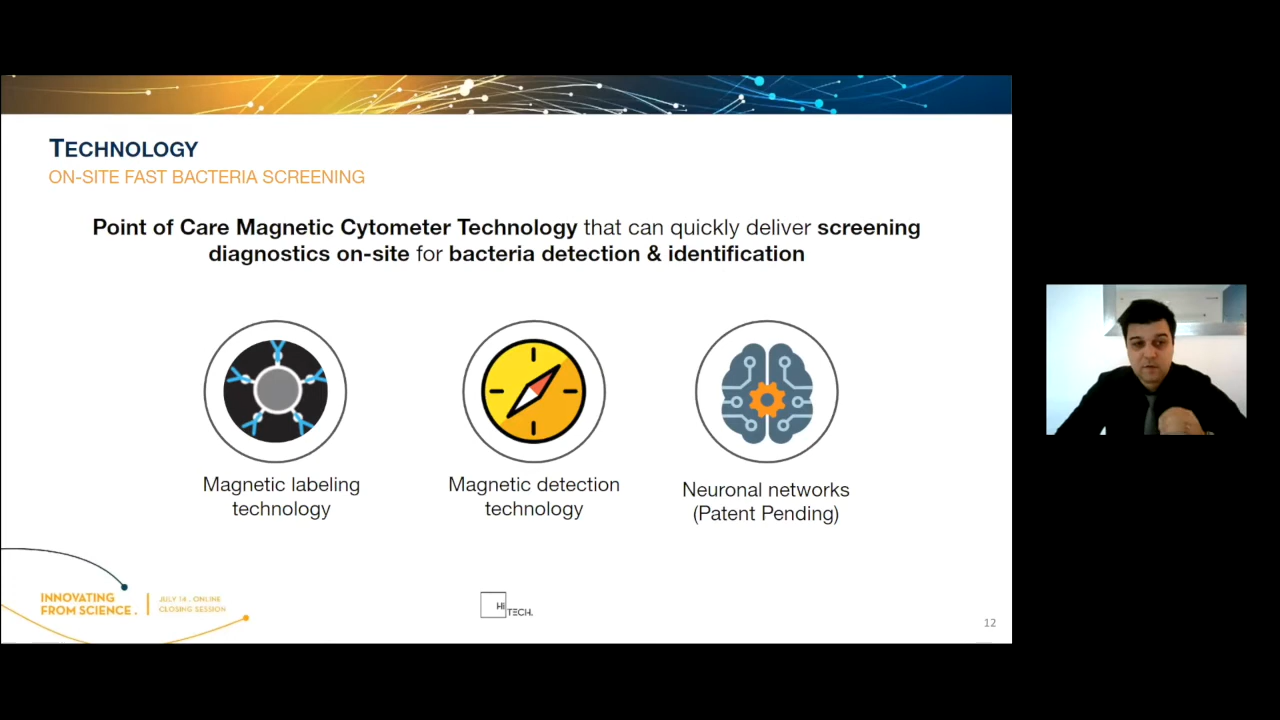 TECHNOLOGY
ON-SITE FAST BACTERIA SCREENING
Point of Care Magnetic Cytometer Technology that can quickly deliver screening
diagnostics on-site for bacteria detection & identification
Magnetic labeling
technology
Magnetic detection
technology
Neuronal networks
(Patent Pending)
INNOVATING
FROM SCIENCE.
JULY 14 . ONLINE
CLOSING SESSION
Hi
TECH.
12